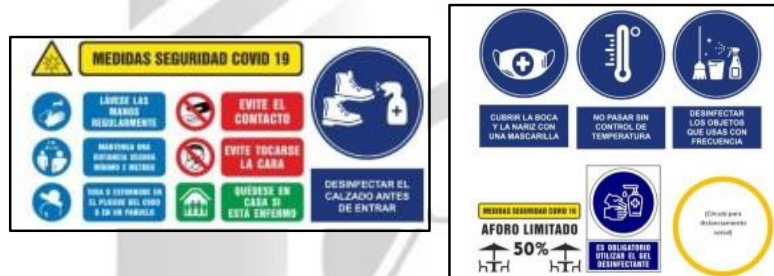 MEDIDAS SEGURIDAD COVID 19
LÁVESE LAS
MANOS
REGULARMENTE
EVITE EL
CONTACTO
MANTENGA UNA
DISTANCIA SEGURA
MÍNIMO 2 METROS
EVITE TOCARSE
LA CARA
TOSA O ESTORNUDE EN
EL PLIEGUE DEL CODO
O EN UN PAÑUELO
QUÉDESE EN
CASA SI
ESTÁ ENFERMO
DESINFECTAR EL
CALZADO ANTES
DE ENTRAR
CUBRIR LA BOCA
Y LA NARIZ CON
UNA MASCARILLA
NO PASAR SIN
CONTROL DE
TEMPERATURA
DESINFECTAR
LOS OBJETOS
QUE USAS CON
FRECUENCIA
MEDIDAS SEGURIDAD COVID 19
AFORO LIMITADO
50%
ES OBLIGATORIO
UTILIZAR EL GEL
DESINFECTANTE
(Círculo para
distanciamiento
social)